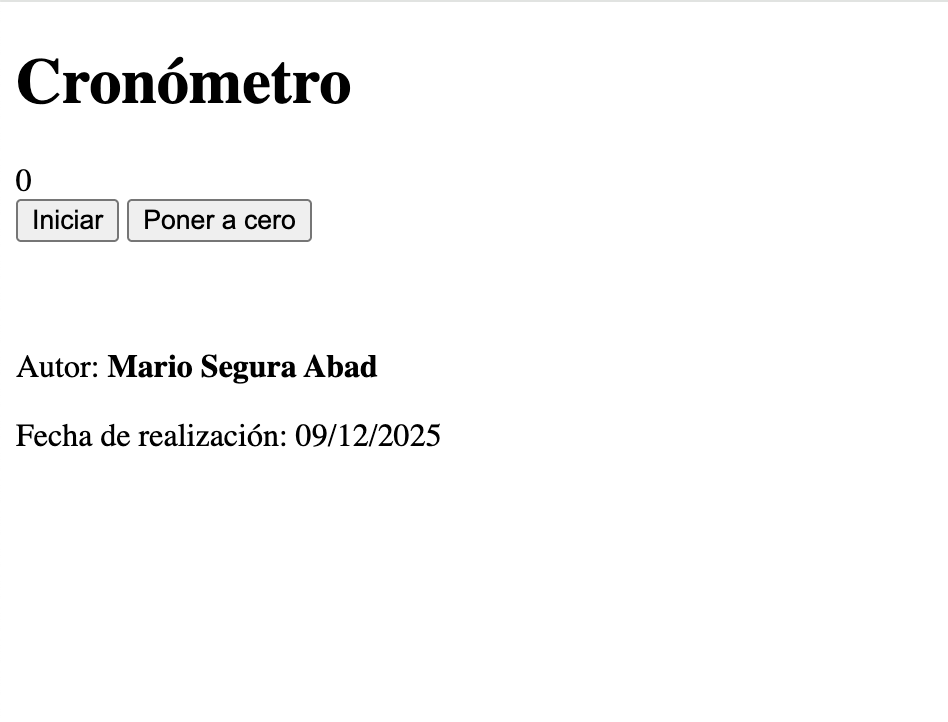 Cronómetro
0
Iniciar Poner a cero
Autor: Mario Segura Abad
Fecha de realización: 09/12/2025